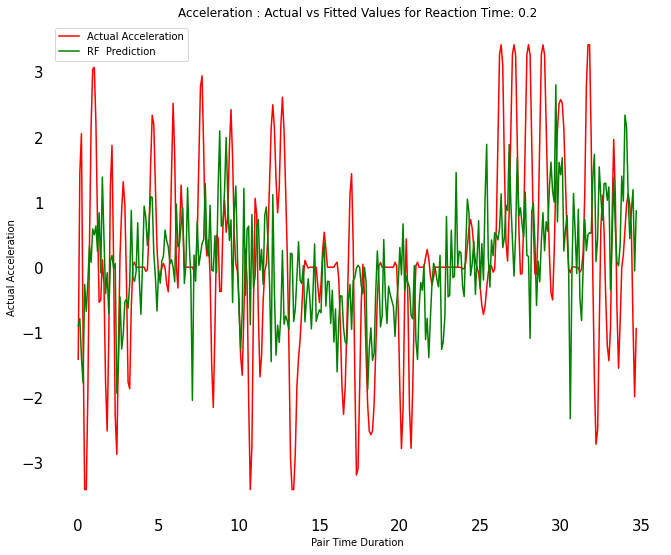 Acceleration : Actual vs Fitted Values for Reaction Time: 0.2
Actual Acceleration
RF Prediction
3
2
1
0
−1
−2
−3
Actual Acceleration
0 5 10 15 20 25 30 35
Pair Time Duration